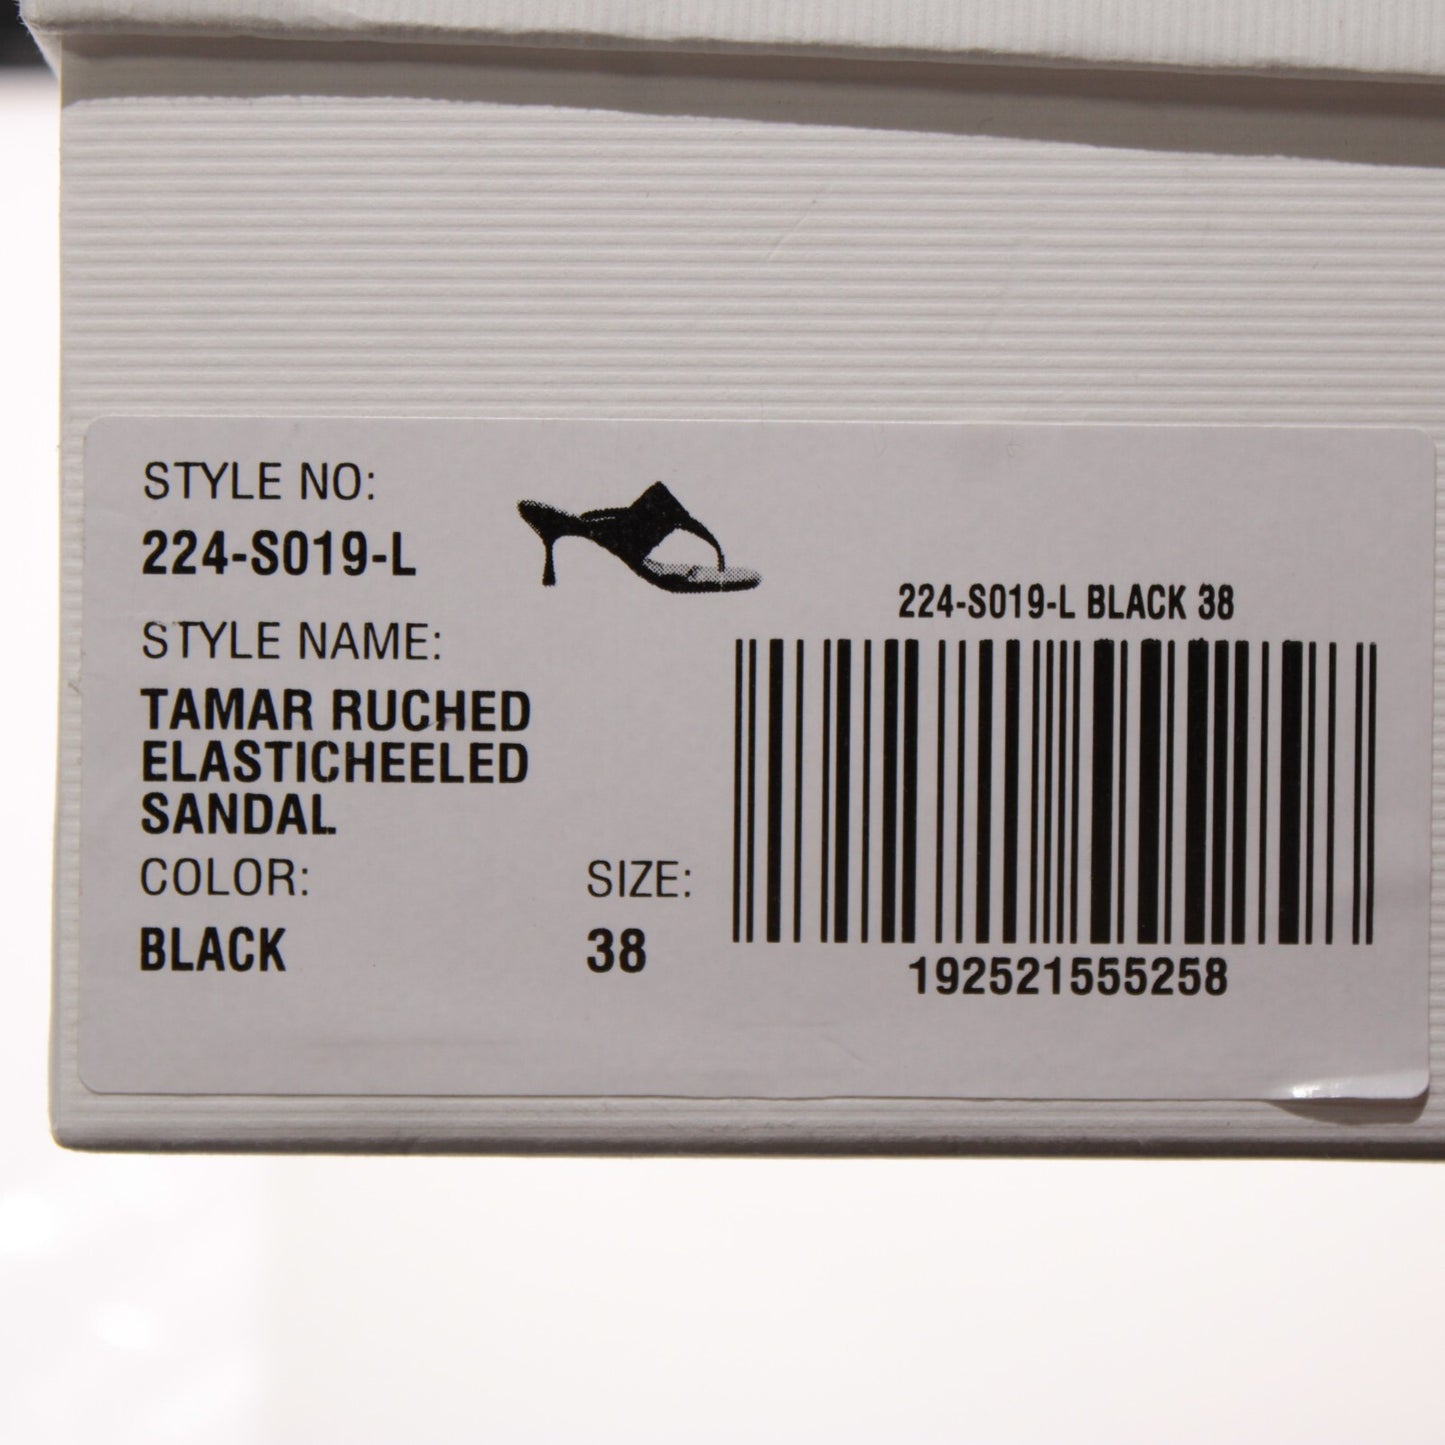 STYLE NO:
224-S019-L
STYLE NAME:
TAMAR RUCHED
ELASTICHEELED
SANDAL
COLOR:
BLACK
SIZE:
38
224-S019-L BLACK 38
192521555258